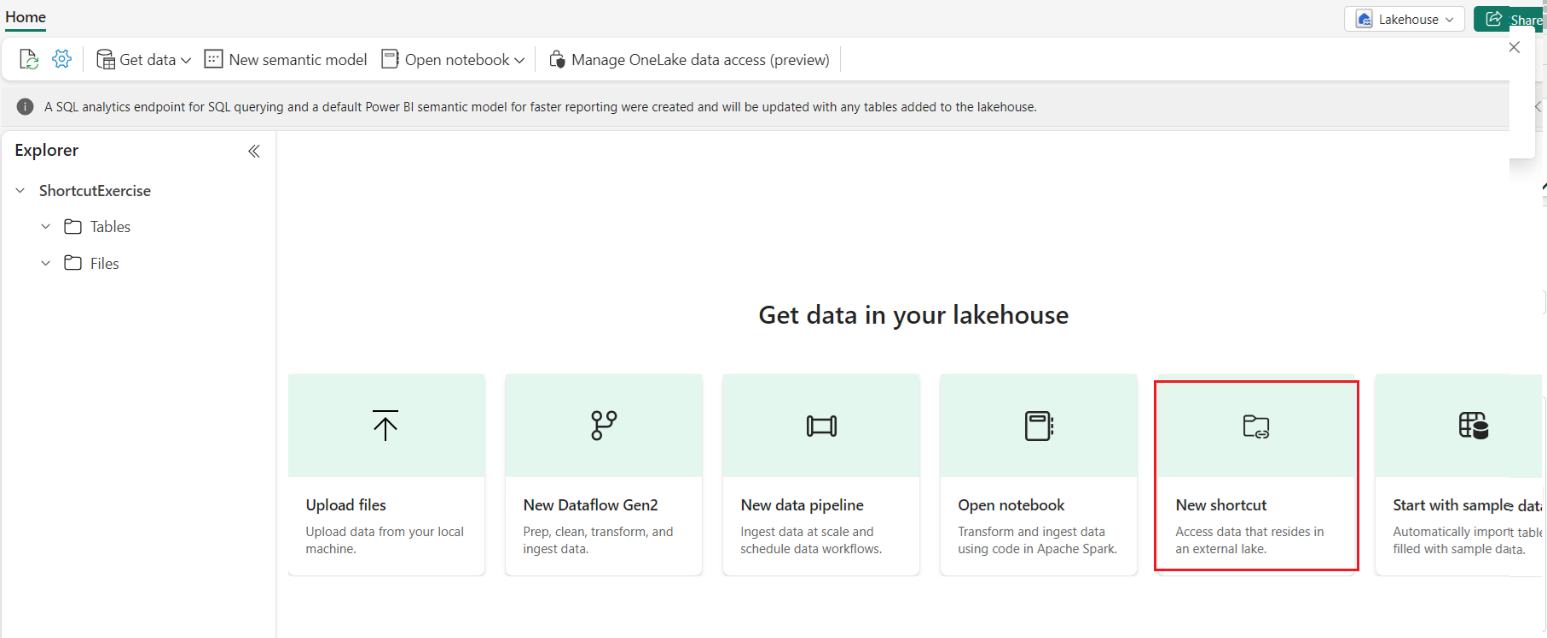 Home
Lakehouse
Share
Get data
New semantic model
Open notebook
Manage OneLake data access (preview)
A SQL analytics endpoint for SQL querying and a default Power BI semantic model for faster reporting were created and will be updated with any tables added to the lakehouse.
Explorer
ShortcutExercise
Tables
Files
Get data in your lakehouse
Upload files
Upload data from your local
machine.
New Dataflow Gen2
Prep, clean, transform, and
ingest data.
New data pipeline
Ingest data at scale and
schedule data workflows.
Open notebook
Transform and ingest data
using code in Apache Spark.
New shortcut
Access data that resides in
an external lake.
Start with sample data
Automatically import table
filled with sample data.